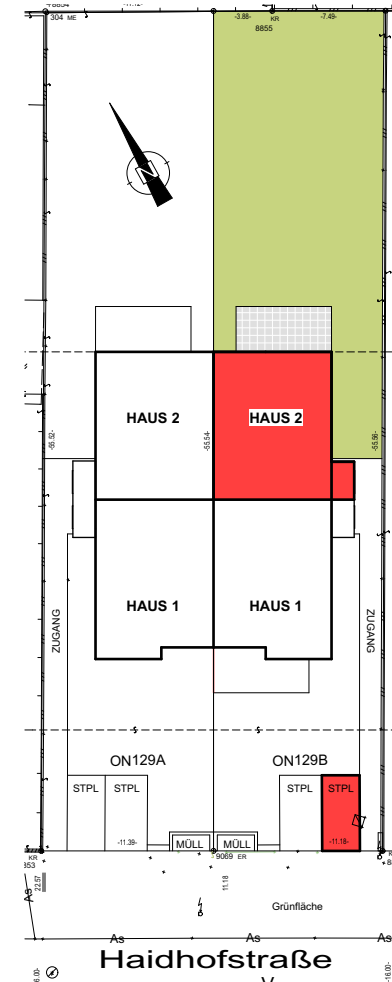 304 ME
-3.88- KR -7.49-
8855
N
HAUS 2 HAUS 2
-55.52- -55.54- -55.56-
HAUS 1 HAUS 1
ZUGANG ZUGANG
ON129A ON129B
STPL STPL STPL STPL
-11.39- MÜLL MÜLL -11.18-
KR 9069 ER KR
22.57 11.18
Grünfläche
As
As As As
Haidhofstraße